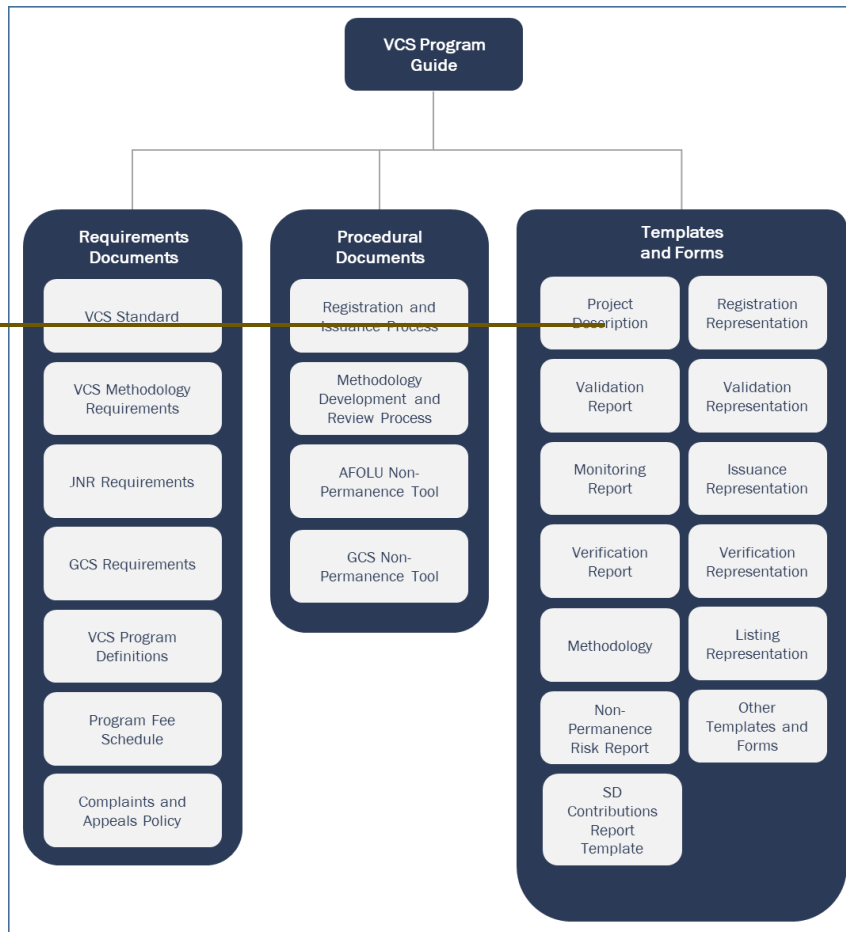 VCS Program
Guide
Requirements
Documents
VCS Standard
VCS Methodology
Requirements
JNR Requirements
GCS Requirements
VCS Program
Definitions
Program Fee
Schedule
Complaints and
Appeals Policy
Procedural
Documents
Registration and
Issuance Process
Methodology
Development and
Review Process
AFOLU Non-
Permanence Tool
GCS Non-
Permanence Tool
Templates
and Forms
Project
Description
Registration
Representation
Validation
Report
Validation
Representation
Monitoring
Report
Issuance
Representation
Verification
Report
Verification
Representation
Methodology
Listing
Representation
Non-
Permanence
Risk Report
Other
Templates and
Forms
SD
Contributions
Report
Template